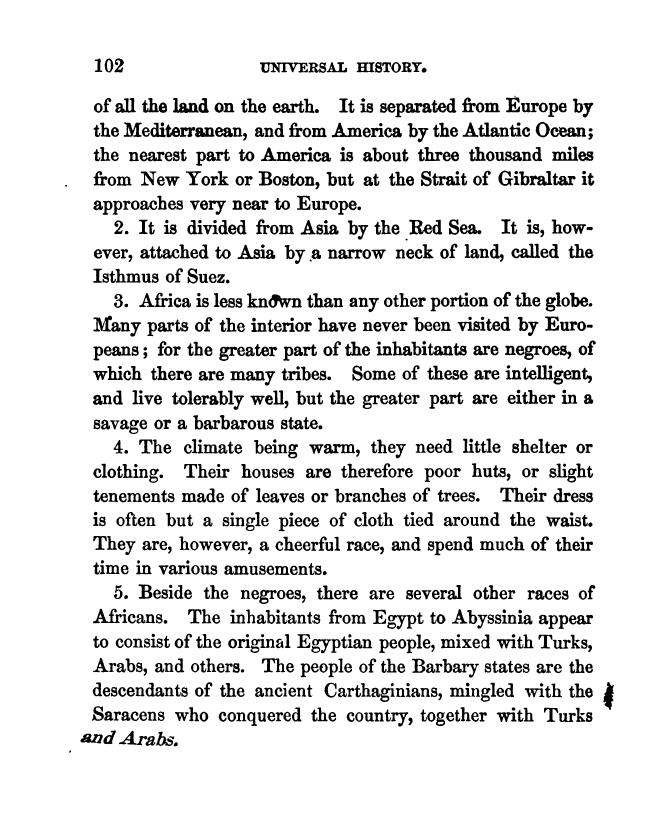 102 UNIVERSAL HISTORY.
of all the land on the earth. It is separated from Europe by
the Mediterranean, and from America by the Atlantic Ocean;
the nearest part to America is about three thousand miles
from New York or Boston, but at the Strait of Gibraltar it
approaches very near to Europe.
2. It is divided from Asia by the Red Sea. It is, how-
ever, attached to Asia by a narrow neck of land, called the
Isthmus of Suez.
3. Africa is less known than any other portion of the globe.
Many parts of the interior have never been visited by Euro-
peans; for the greater part of the inhabitants are negroes, of
which there are many tribes. Some of these are intelligent,
and live tolerably well, but the greater part are either in a
savage or a barbarous state.
4. The climate being warm, they need little shelter or
clothing. Their houses are therefore poor huts, or slight
tenements made of leaves or branches of trees. Their dress
is often but a single piece of cloth tied around the waist.
They are, however, a cheerful race, and spend much of their
time in various amusements.
5. Beside the negroes, there are several other races of
Africans. The inhabitants from Egypt to Abyssinia appear
to consist of the original Egyptian people, mixed with Turks,
Arabs, and others. The people of the Barbary states are the
descendants of the ancient Carthaginians, mingled with the
Saracens who conquered the country, together with Turks
and Arabs.